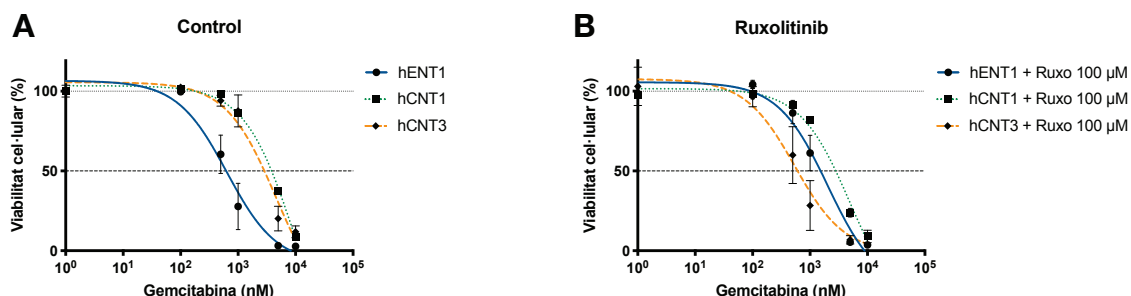 A
Control
Viabilitat cel·lular (%)
100
50
0
10⁰ 10¹ 10² 10³ 10⁴ 10⁵
Gemcitabina (nM)
hENT1
hCNT1
hCNT3
B
Ruxolitinib
Viabilitat cel·lular (%)
100
50
0
10⁰ 10¹ 10² 10³ 10⁴ 10⁵
Gemcitabina (nM)
hENT1 + Ruxo 100 µM
hCNT1 + Ruxo 100 µM
hCNT3 + Ruxo 100 µM